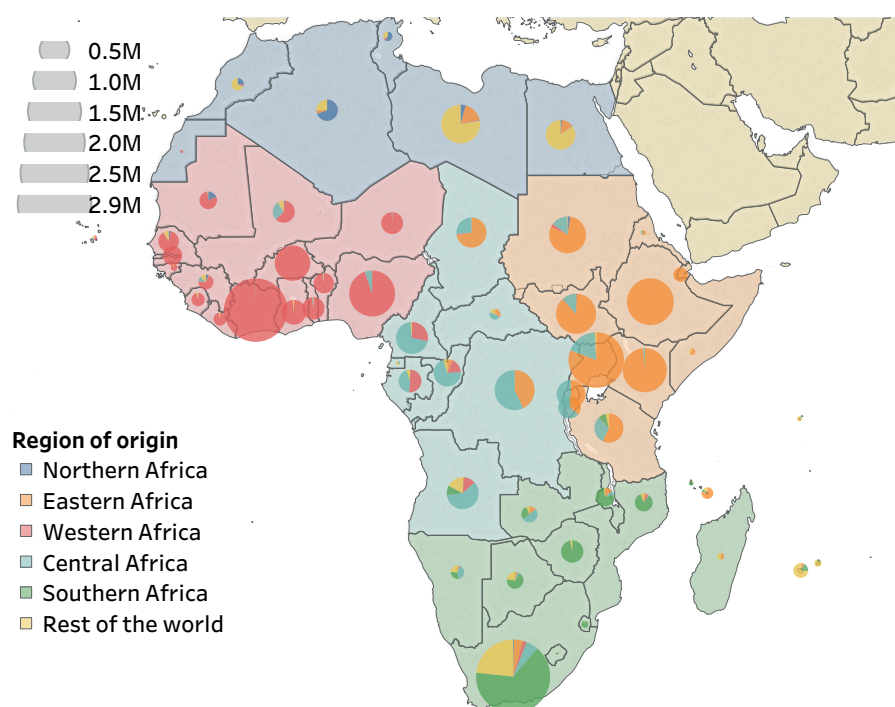 0.5M
1.0M
1.5M
2.0M
2.5M
2.9M
Region of origin
Northern Africa
Eastern Africa
Western Africa
Central Africa
Southern Africa
Rest of the world